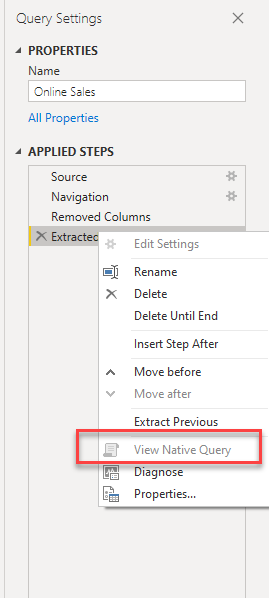 Query Settings
PROPERTIES
Name
Online Sales
All Properties
APPLIED STEPS
Source
Navigation
Removed Columns
Extracted
Edit Settings
Rename
Delete
Delete Until End
Insert Step After
Move before
Move after
Extract Previous
View Native Query
Diagnose
Properties...